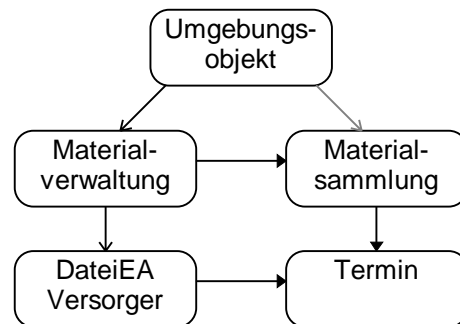 Umgebungs-
objekt
Material-
verwaltung
Material-
sammlung
DateiEA
Versorger
Termin